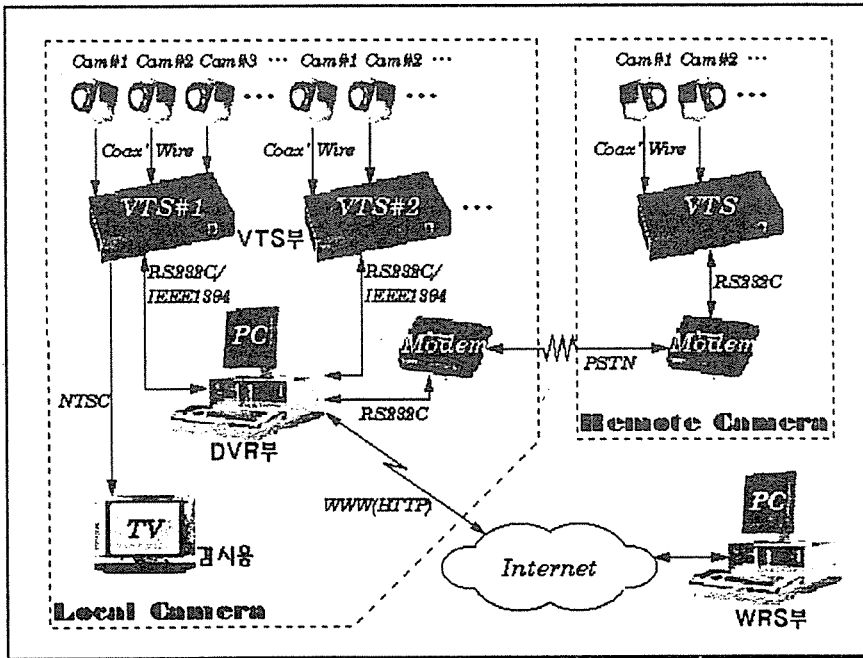 Cam#1 Cam#2 Cam#3 ··· Cam#1 Cam#2 ···
Cam#1 Cam#2 ···
Coax' Wire
Coax' Wire
Coax' Wire
VTS#1
VTS#2
VTS
VTS부
RS232C/
IEEE1394
RS232C/
IEEE1394
RS232C
PC
Modem
Modem
PSTN
NTSC
RS232C
DVR부
Remote Camera
WWW(HTTP)
TV
감시용
Internet
PC
Local Camera
WRS부